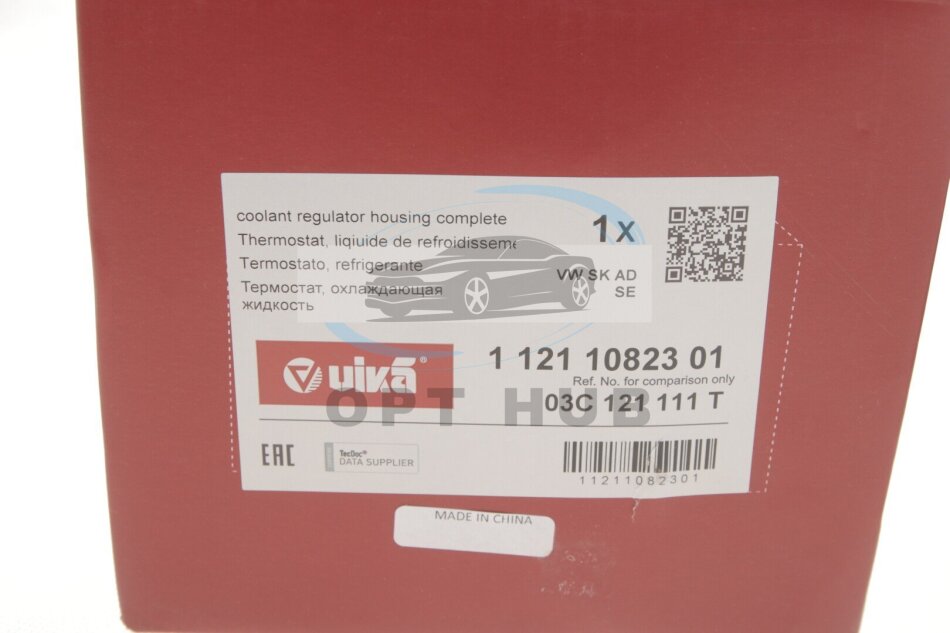 coolant regulator housing complete
Thermostat, liqiuide de refroidisseme
Termostato, refrigerante
Термостат, охлаждающая
жидкость
1 X
VW SK AD
SE
vika®
1 121 10823 01
Ref. No. for comparison only
03C 121 111 T
OPT HUB
EAC
TecDoc®
DATA SUPPLIER
11211082301
MADE IN CHINA